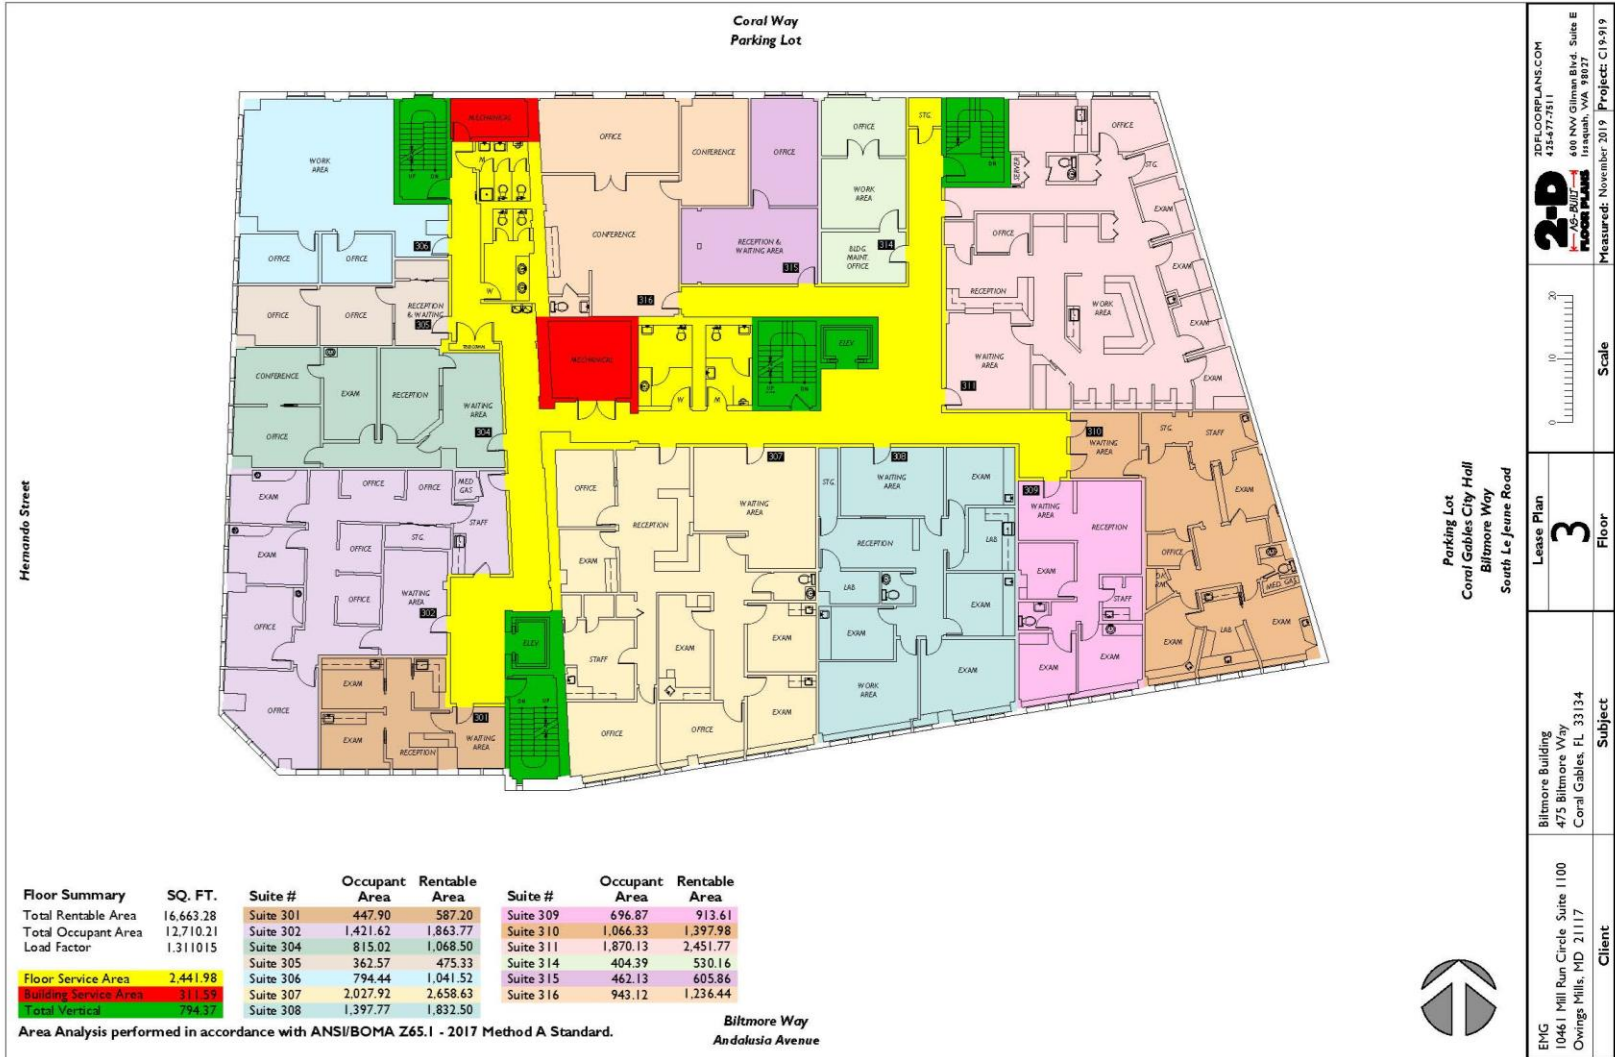 Coral Way
Parking Lot
Hernando Street
Parking Lot
Coral Gables City Hall
Biltmore Way
South Le Jeune Road
Biltmore Way
Andalusia Avenue
MECHANICAL
WORK AREA
UP
DN
M
W
OFFICE
OFFICE
306
OFFICE
CONFERENCE
CONFERENCE
316
OFFICE
RECEPTION & WAITING AREA
315
OFFICE
WORK AREA
BLDG. MAINT. OFFICE
314
STG.
DN
SERVER
OFFICE
STG.
EXAM
OFFICE
RECEPTION
WORK AREA
EXAM
EXAM
EXAM
WAITING AREA
311
OFFICE
OFFICE
RECEPTION & WAITING
305
MECHANICAL
W
M
UP
DN
ELEV
CONFERENCE
EXAM
RECEPTION
WAITING AREA
304
OFFICE
310
WAITING AREA
STG.
STAFF
EXAM
OFFICE
MED. GAS
EXAM
LAB
EXAM
EXAM
OFFICE
OFFICE
MED GAS
STAFF
STG.
EXAM
OFFICE
OFFICE
OFFICE
WAITING AREA
302
OFFICE
EXAM
EXAM
RECEPTION
WAITING AREA
301
ELEV
DN
UP
OFFICE
RECEPTION
WAITING AREA
307
EXAM
STAFF
EXAM
EXAM
EXAM
OFFICE
OFFICE
STG.
WAITING AREA
308
EXAM
RECEPTION
LAB
LAB
EXAM
EXAM
WORK AREA
EXAM
309
WAITING AREA
RECEPTION
EXAM
STAFF
EXAM
EXAM
Floor Summary SQ. FT.
Total Rentable Area 16,663.28
Total Occupant Area 12,710.21
Load Factor 1.311015
Floor Service Area 2,441.98
Building Service Area 311.59
Total Vertical 794.37
Suite # Occupant Area Rentable Area
Suite 301 447.90 587.20
Suite 302 1,421.62 1,863.77
Suite 304 815.02 1,068.50
Suite 305 362.57 475.33
Suite 306 794.44 1,041.52
Suite 307 2,027.92 2,658.63
Suite 308 1,397.77 1,832.50
Suite # Occupant Area Rentable Area
Suite 309 696.87 913.61
Suite 310 1,066.33 1,397.98
Suite 311 1,870.13 2,451.77
Suite 314 404.39 530.16
Suite 315 462.13 605.86
Suite 316 943.12 1,236.44
Area Analysis performed in accordance with ANSI/BOMA Z65.1 - 2017 Method A Standard.
2-D
AS-BUILT
FLOOR PLANS
2DFLOORPLANS.COM
425-677-7511
600 NW Gilman Blvd. Suite E
Issaquah, WA 98027
Measured: November 2019
Project: C19-919
0
10
20
Scale
Lease Plan
3
Floor
Biltmore Building
475 Biltmore Way
Coral Gables, FL 33134
Subject
EMG
10461 Mill Run Circle Suite 1100
Owings Mills, MD 21117
Client